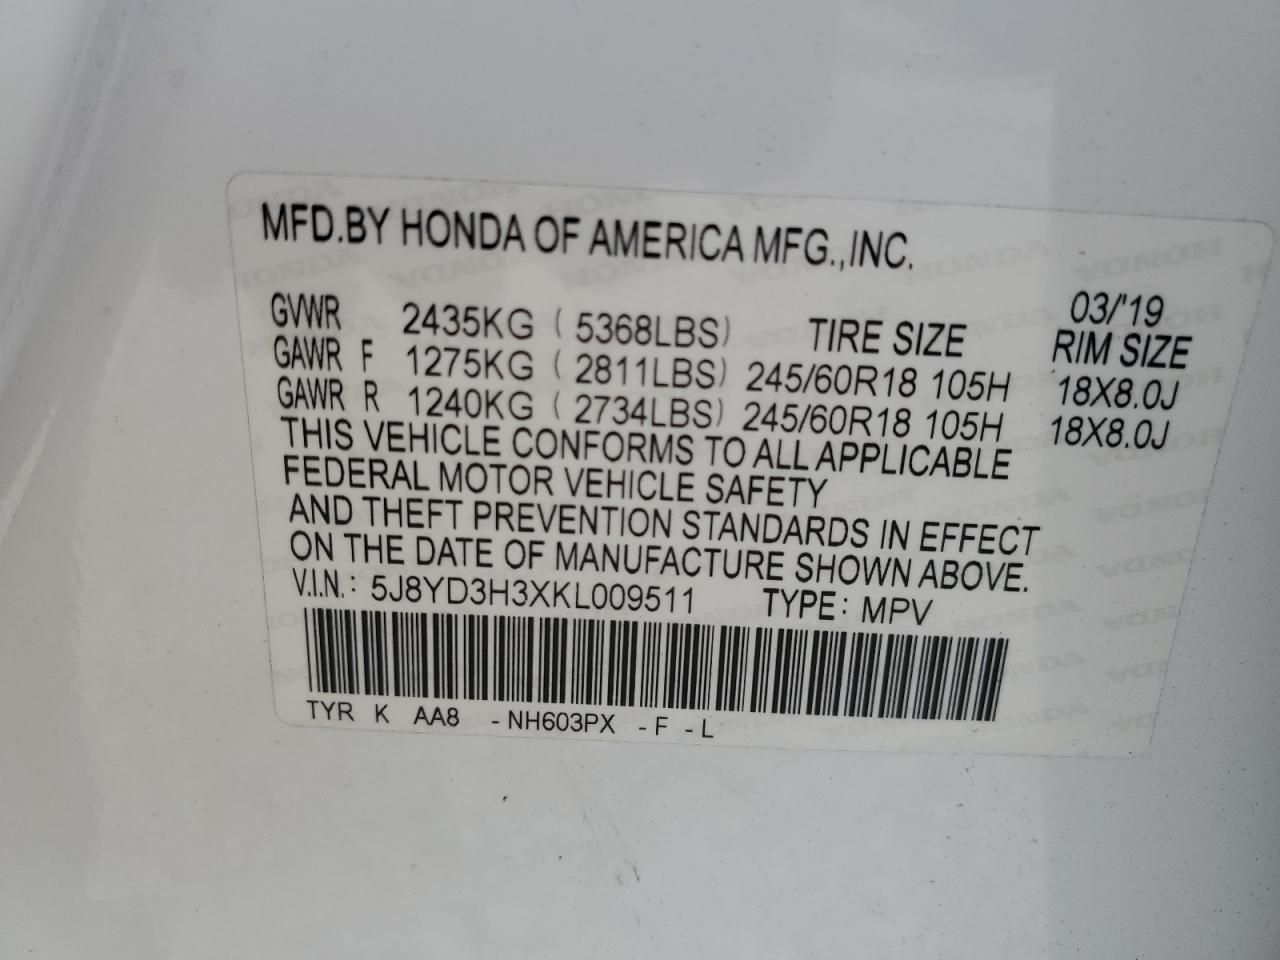 MFD.BY HONDA OF AMERICA MFG.,INC.
03/'19
GVWR 2435KG ( 5368LBS) TIRE SIZE RIM SIZE
GAWR F 1275KG ( 2811LBS) 245/60R18 105H 18X8.0J
GAWR R 1240KG ( 2734LBS) 245/60R18 105H 18X8.0J
THIS VEHICLE CONFORMS TO ALL APPLICABLE
FEDERAL MOTOR VEHICLE SAFETY
AND THEFT PREVENTION STANDARDS IN EFFECT
ON THE DATE OF MANUFACTURE SHOWN ABOVE.
V.I.N.: 5J8YD3H3XKL009511 TYPE: MPV
TYR K AA8 -NH603PX -F -L